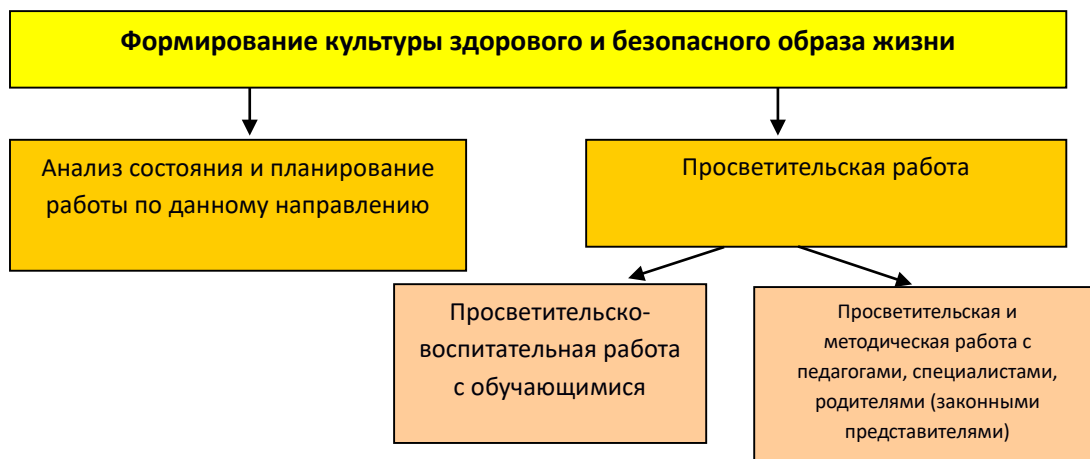 Формирование культуры здорового и безопасного образа жизни
Анализ состояния и планирование
работы по данному направлению
Просветительская работа
Просветительско-
воспитательная работа
с обучающимися
Просветительская и
методическая работа с
педагогами, специалистами,
родителями (законными
представителями)